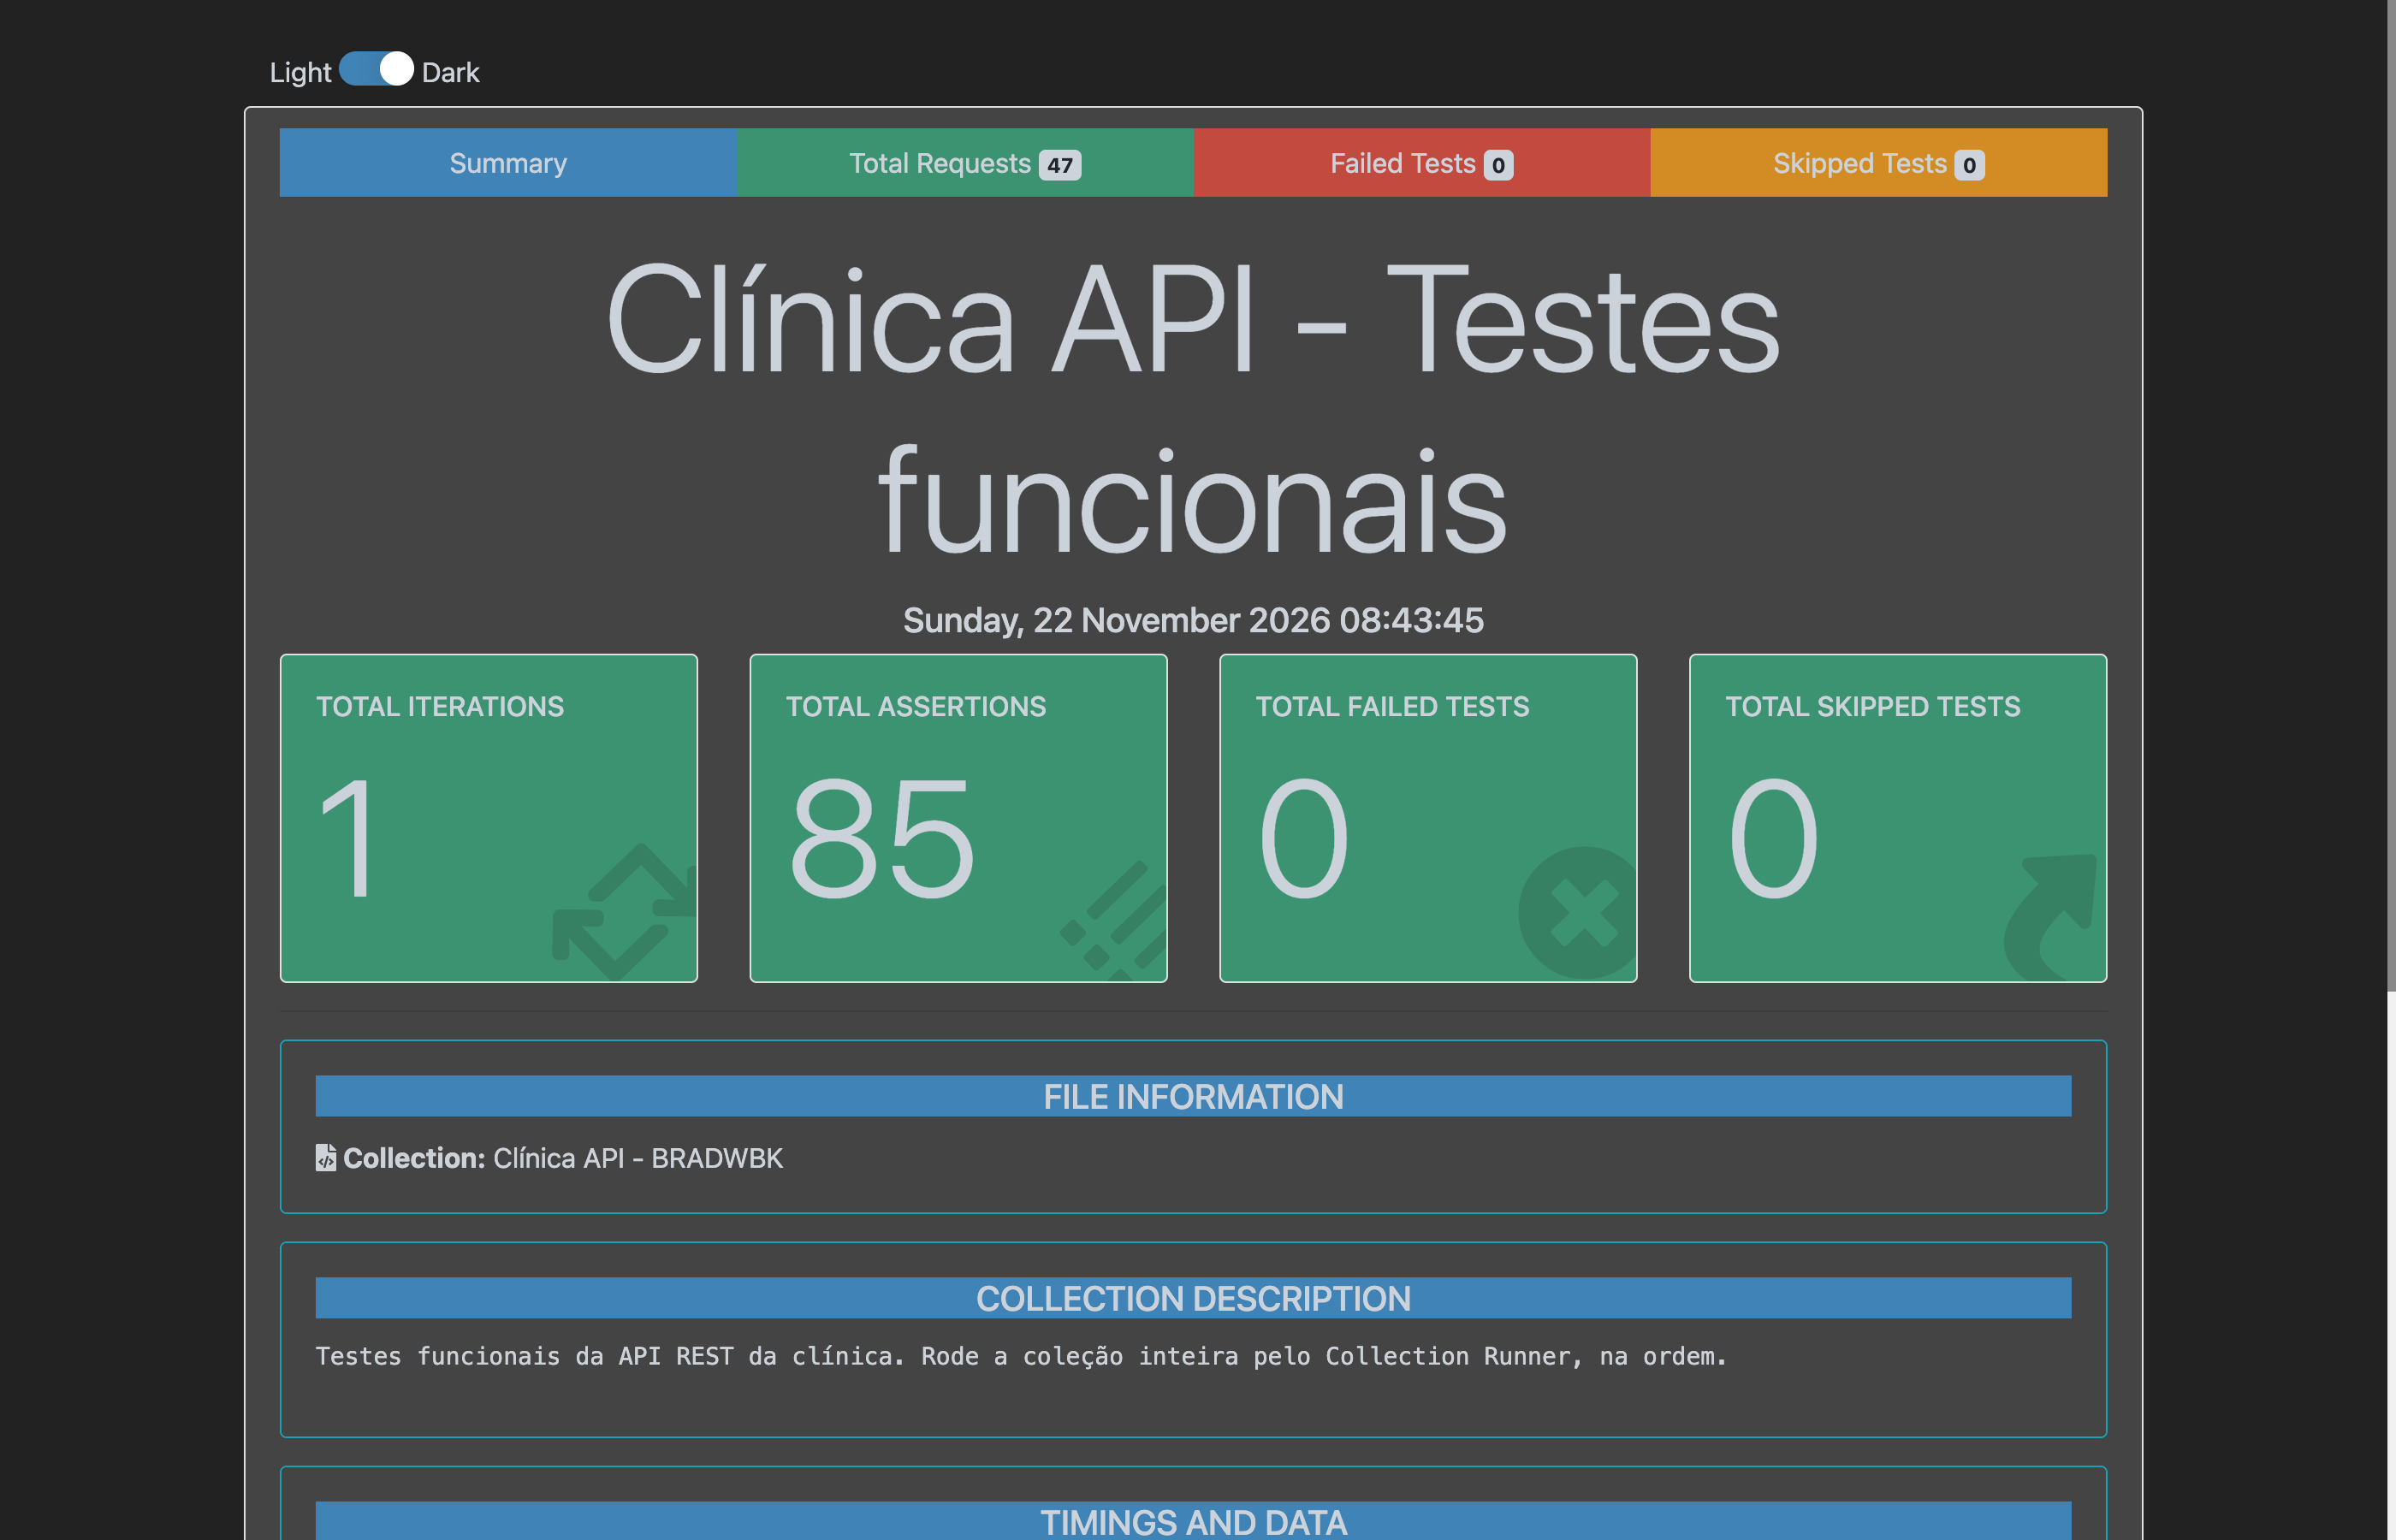 Light Dark
Summary
Total Requests 47
Failed Tests 0
Skipped Tests 0
Clínica API - Testes
funcionais
Sunday, 22 November 2026 08:43:45
TOTAL ITERATIONS
1
TOTAL ASSERTIONS
85
TOTAL FAILED TESTS
0
TOTAL SKIPPED TESTS
0
FILE INFORMATION
Collection: Clínica API - BRADWBK
COLLECTION DESCRIPTION
Testes funcionais da API REST da clínica. Rode a coleção inteira pelo Collection Runner, na ordem.
TIMINGS AND DATA